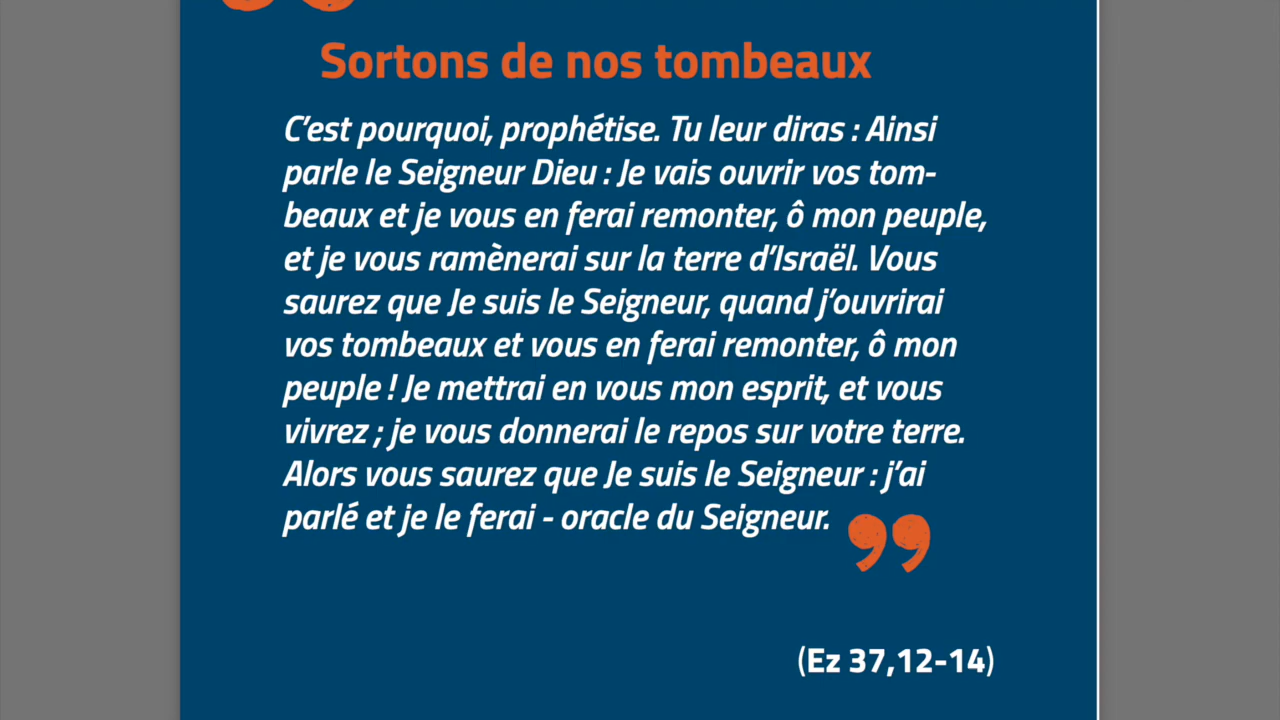 Sortons de nos tombeaux
C’est pourquoi, prophétise. Tu leur diras : Ainsi
parle le Seigneur Dieu : Je vais ouvrir vos tom-
beaux et je vous en ferai remonter, ô mon peuple,
et je vous ramènerai sur la terre d’Israël. Vous
saurez que Je suis le Seigneur, quand j’ouvrirai
vos tombeaux et vous en ferai remonter, ô mon
peuple ! Je mettrai en vous mon esprit, et vous
vivrez ; je vous donnerai le repos sur votre terre.
Alors vous saurez que Je suis le Seigneur : j’ai
parlé et je le ferai - oracle du Seigneur.
(Ez 37,12-14)